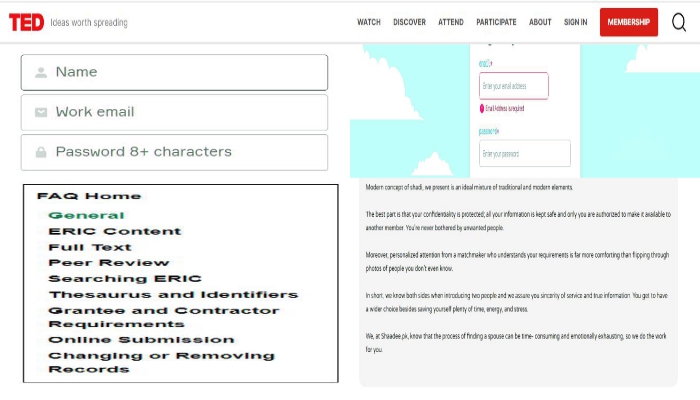 TED Ideas worth spreading
WATCH DISCOVER ATTEND PARTICIPATE ABOUT SIGN IN MEMBERSHIP
Name
Work email
Password 8+ characters
email*
Enter your email address
Email Address is required
password*
Enter your password
FAQ Home
General
ERIC Content
Full Text
Peer Review
Searching ERIC
Thesaurus and Identifiers
Grantee and Contractor
Requirements
Online Submission
Changing or Removing
Records
Modern concept of shadi, we present is an ideal mixture of traditional and modern elements.
The best part is that your confidentiality is protected; all your information is kept safe and only you are authorized to make it available to
another member. You're never bothered by unwanted people.
Moreover, personalized attention from a matchmaker who understands your requirements is far more comforting than flipping through
photos of people you don't even know.
In short, we know both sides when introducing two people and we assure you sincerity of service and true information. You get to have
a wider choice besides saving yourself plenty of time, energy, and stress.
We, at Shaadee.pk, know that the process of finding a spouse can be time- consuming and emotionally exhausting, so we do the work
for you.